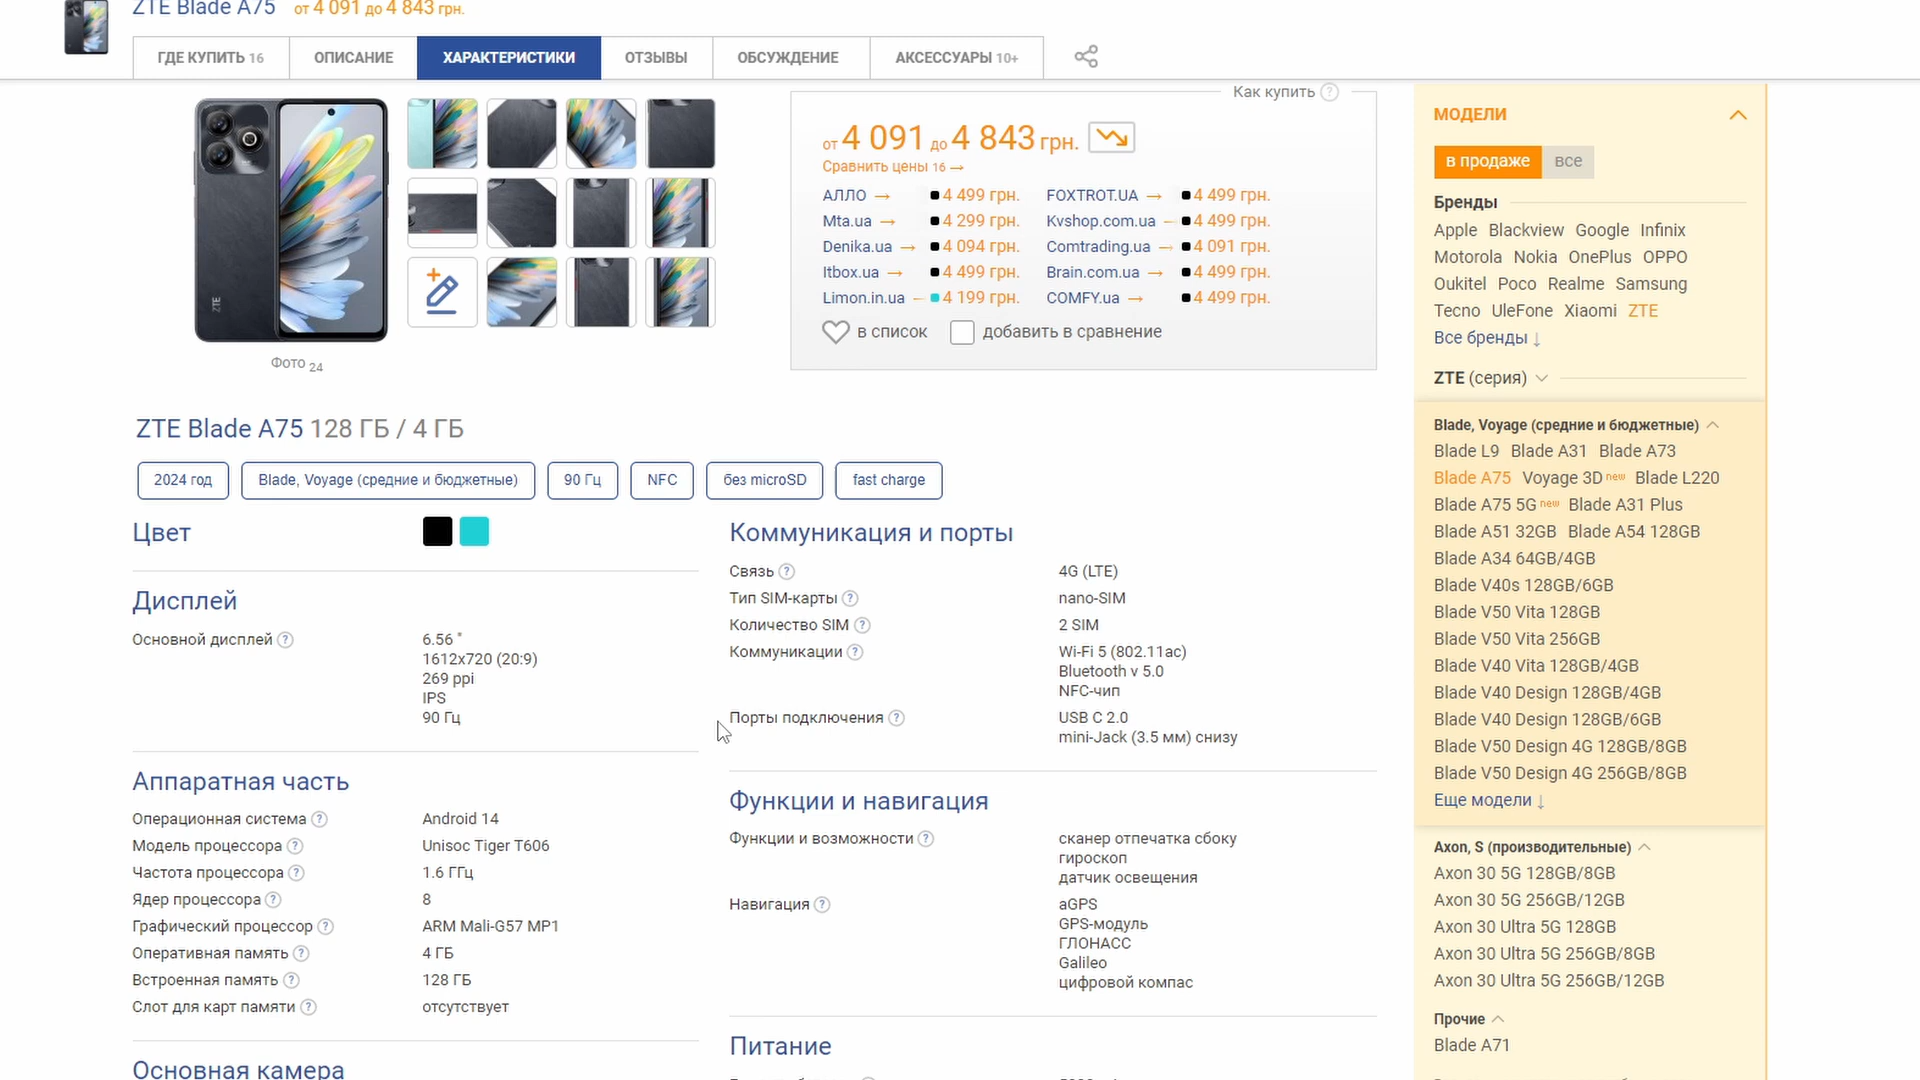 ZTE Blade A75 от 4 091 до 4 843 грн.
ГДЕ КУПИТЬ 16
ОПИСАНИЕ
ХАРАКТЕРИСТИКИ
ОТЗЫВЫ
ОБСУЖДЕНИЕ
АКСЕССУАРЫ 10+
ZTE
Фото 24
Как купить ?
от 4 091 до 4 843 грн.
Сравнить цены 16 →
АЛЛО → 4 499 грн.
FOXTROT.UA → 4 499 грн.
Mta.ua → 4 299 грн.
Kvshop.com.ua → 4 499 грн.
Denika.ua → 4 094 грн.
Comtrading.ua → 4 091 грн.
Itbox.ua → 4 499 грн.
Brain.com.ua → 4 499 грн.
Limon.in.ua → 4 199 грн.
COMFY.ua → 4 499 грн.
в список
добавить в сравнение
ZTE Blade A75 128 ГБ / 4 ГБ
2024 год
Blade, Voyage (средние и бюджетные)
90 Гц
NFC
без microSD
fast charge
Цвет
Дисплей
Основной дисплей ?
6.56 "
1612x720 (20:9)
269 ppi
IPS
90 Гц
Аппаратная часть
Операционная система ? Android 14
Модель процессора ? Unisoc Tiger T606
Частота процессора ? 1.6 ГГц
Ядер процессора ? 8
Графический процессор ? ARM Mali-G57 MP1
Оперативная память ? 4 ГБ
Встроенная память ? 128 ГБ
Слот для карт памяти ? отсутствует
Основная камера
Коммуникация и порты
Связь ? 4G (LTE)
Тип SIM-карты ? nano-SIM
Количество SIM ? 2 SIM
Коммуникации ? Wi-Fi 5 (802.11ac)
Bluetooth v 5.0
NFC-чип
Порты подключения ? USB C 2.0
mini-Jack (3.5 мм) снизу
Функции и навигация
Функции и возможности ? сканер отпечатка сбоку
гироскоп
датчик освещения
Навигация ? aGPS
GPS-модуль
ГЛОНАСС
Galileo
цифровой компас
Питание
МОДЕЛИ
в продаже
все
Бренды
Apple Blackview Google Infinix
Motorola Nokia OnePlus OPPO
Oukitel Poco Realme Samsung
Tecno UleFone Xiaomi ZTE
Все бренды ↓
ZTE (серия)
Blade, Voyage (средние и бюджетные)
Blade L9 Blade A31 Blade A73
Blade A75 Voyage 3D new Blade L220
Blade A75 5G new Blade A31 Plus
Blade A51 32GB Blade A54 128GB
Blade A34 64GB/4GB
Blade V40s 128GB/6GB
Blade V50 Vita 128GB
Blade V50 Vita 256GB
Blade V40 Vita 128GB/4GB
Blade V40 Design 128GB/4GB
Blade V40 Design 128GB/6GB
Blade V50 Design 4G 128GB/8GB
Blade V50 Design 4G 256GB/8GB
Еще модели ↓
Axon, S (производительные)
Axon 30 5G 128GB/8GB
Axon 30 5G 256GB/12GB
Axon 30 Ultra 5G 128GB
Axon 30 Ultra 5G 256GB/8GB
Axon 30 Ultra 5G 256GB/12GB
Прочие
Blade A71